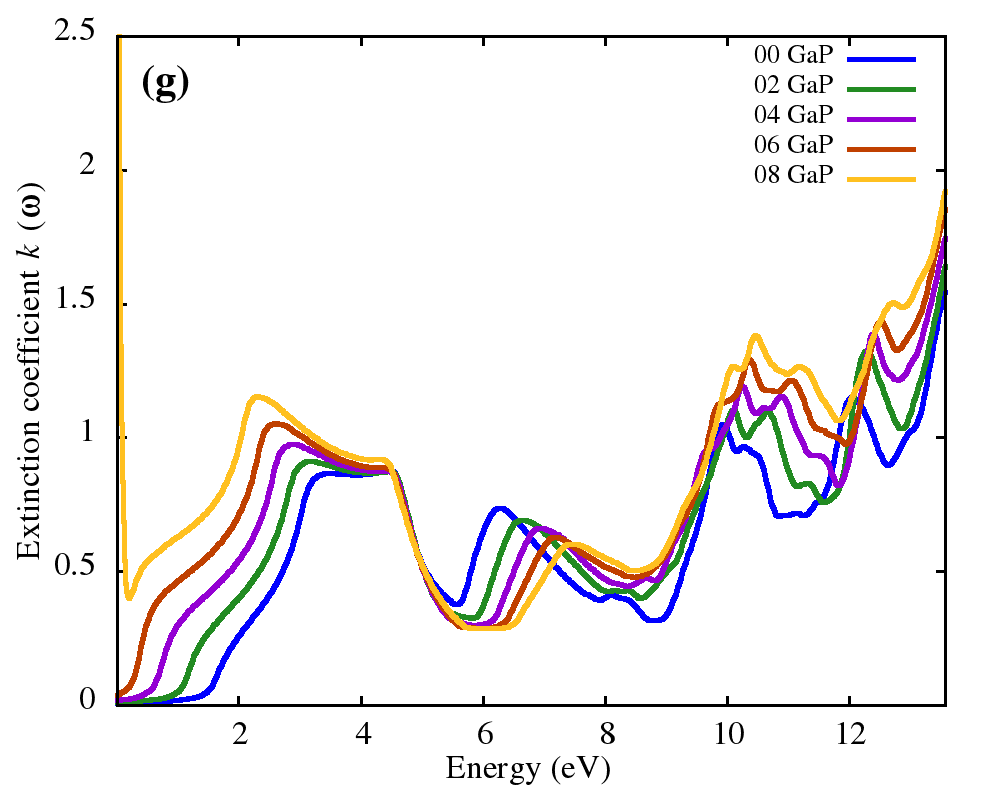 (g)
00 GaP
02 GaP
04 GaP
06 GaP
08 GaP
2.5
2
1.5
1
0.5
0
Extinction coefficient k (ω)
2 4 6 8 10 12
Energy (eV)